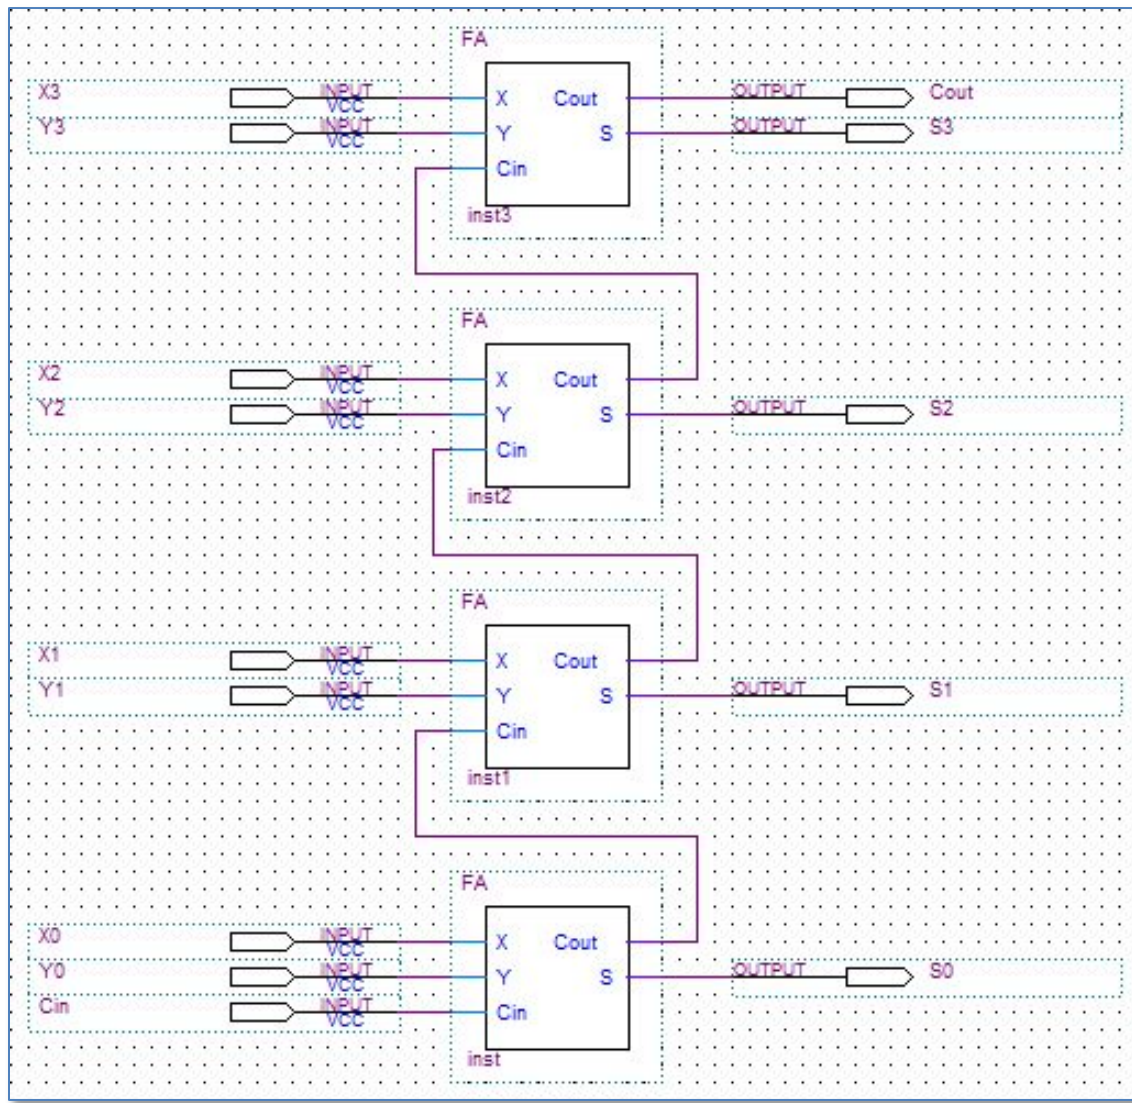 FA
X3 INPUT VCC X Cout OUTPUT Cout
Y3 INPUT VCC Y S OUTPUT S3
Cin
inst3
FA
X2 INPUT VCC X Cout
Y2 INPUT VCC Y S OUTPUT S2
Cin
inst2
FA
X1 INPUT VCC X Cout
Y1 INPUT VCC Y S OUTPUT S1
Cin
inst1
FA
X0 INPUT VCC X Cout
Y0 INPUT VCC Y S OUTPUT S0
Cin INPUT VCC Cin
inst